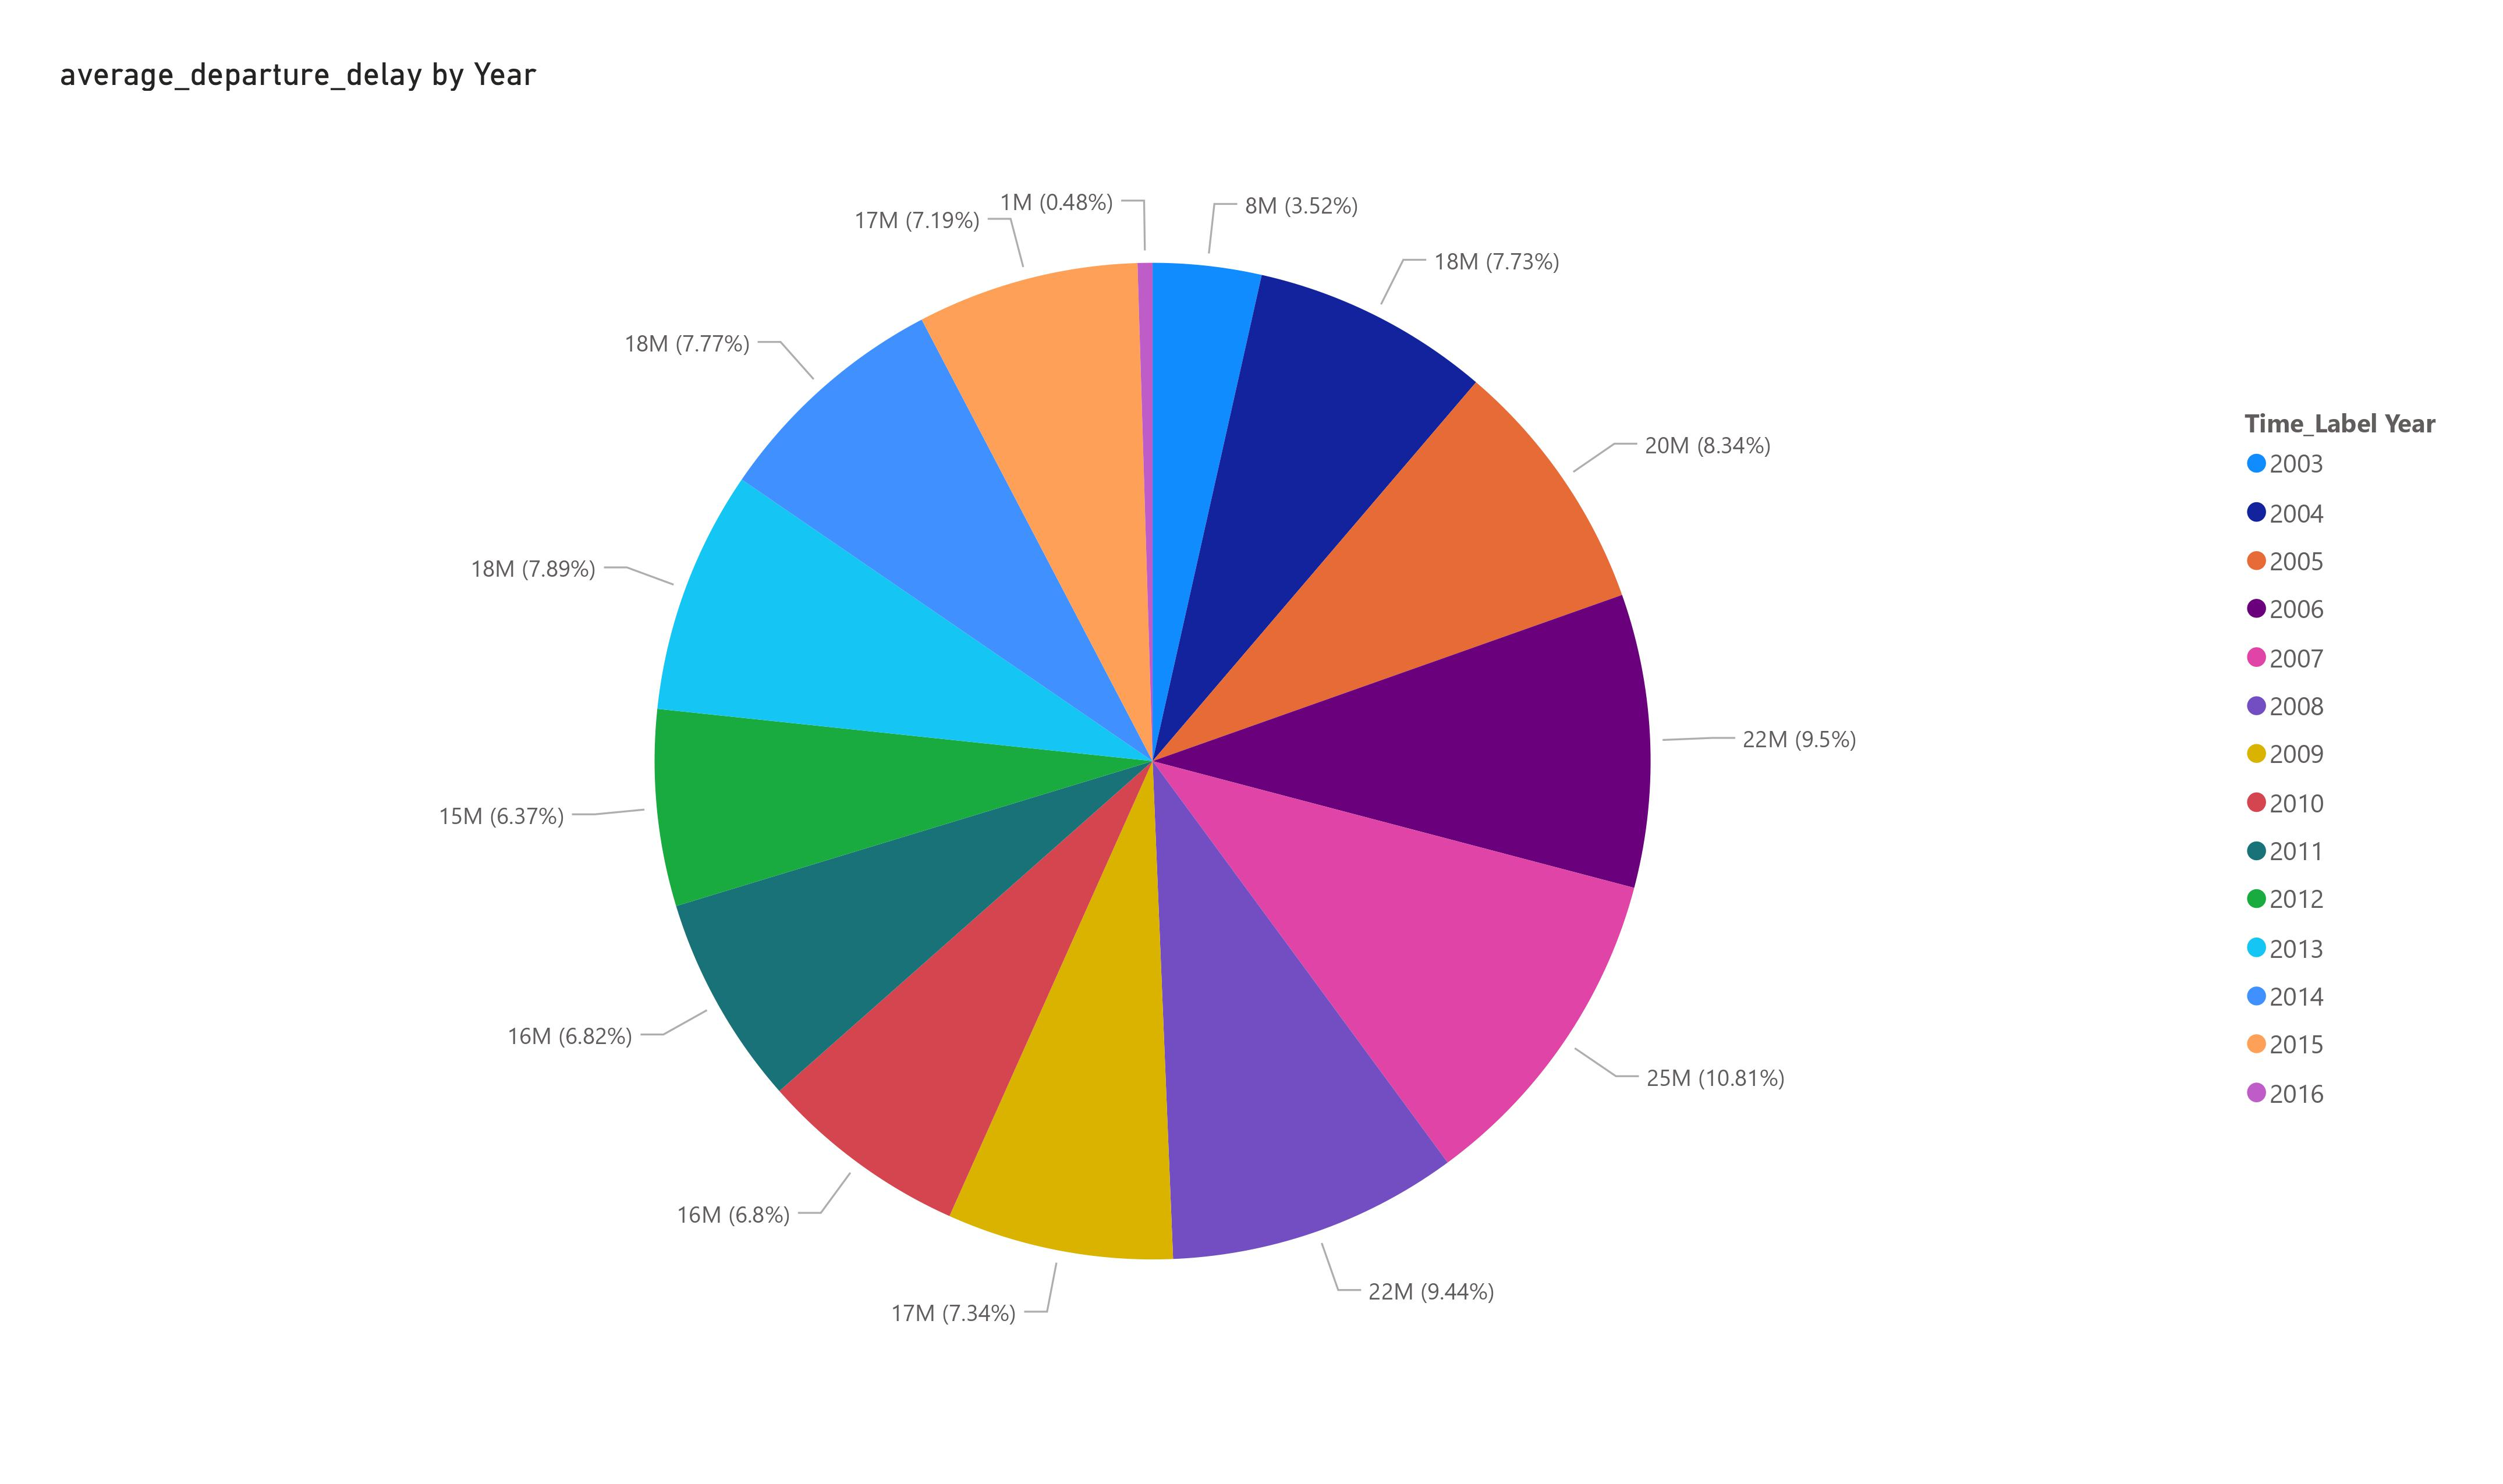 average_departure_delay by Year
1M (0.48%)
8M (3.52%)
17M (7.19%)
18M (7.73%)
18M (7.77%)
20M (8.34%)
18M (7.89%)
22M (9.5%)
15M (6.37%)
16M (6.82%)
25M (10.81%)
16M (6.8%)
22M (9.44%)
17M (7.34%)
Time_Label Year
2003
2004
2005
2006
2007
2008
2009
2010
2011
2012
2013
2014
2015
2016